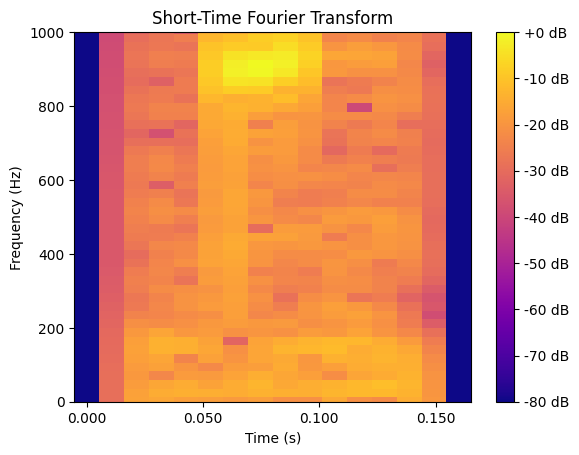 Short-Time Fourier Transform
1000
800
600
400
200
0
Frequency (Hz)
0.000
0.050
0.100
0.150
Time (s)
+0 dB
-10 dB
-20 dB
-30 dB
-40 dB
-50 dB
-60 dB
-70 dB
-80 dB